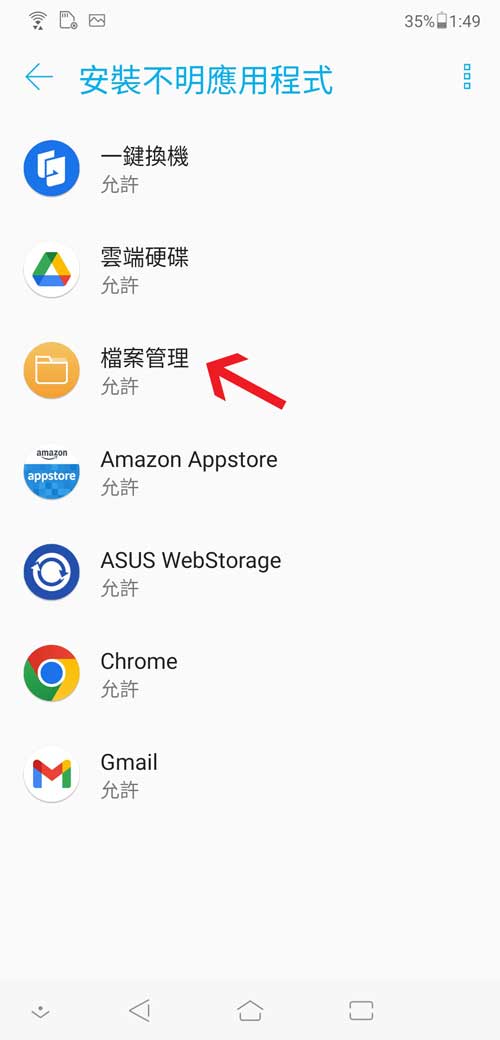 35% 1:49
安裝不明應用程式
一鍵換機
允許
雲端硬碟
允許
檔案管理
允許
amazon
appstore
Amazon Appstore
允許
ASUS WebStorage
允許
Chrome
允許
Gmail
允許